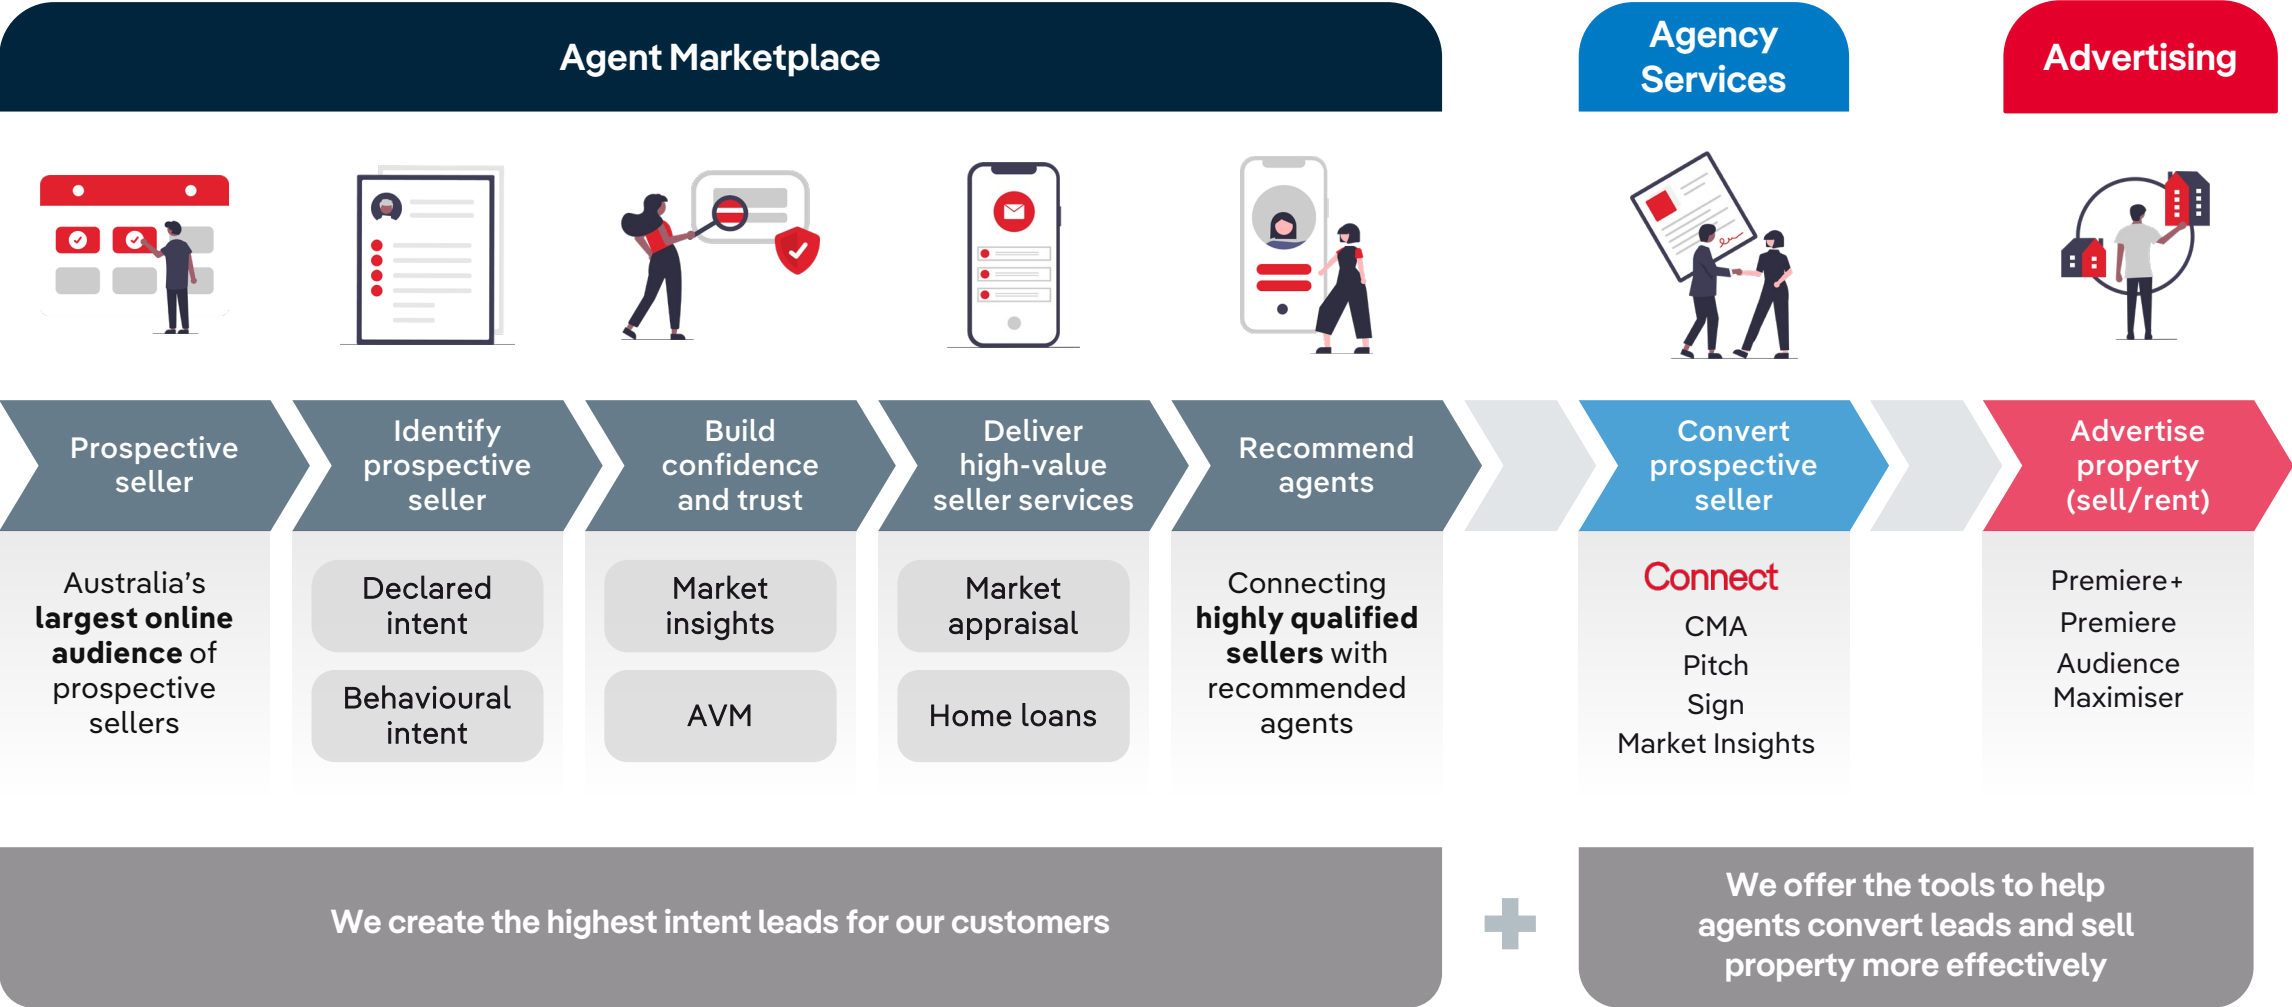 Agent Marketplace
Agency
Services
Advertising
Prospective
seller
Identify
prospective
seller
Build
confidence
and trust
Deliver
high-value
seller services
Recommend
agents
Convert
prospective
seller
Advertise
property
(sell/rent)
Australia’s
largest online
audience of
prospective
sellers
Declared
intent
Behavioural
intent
Market
insights
AVM
Market
appraisal
Home loans
Connecting
highly qualified
sellers with
recommended
agents
Connect
CMA
Pitch
Sign
Market Insights
Premiere+
Premiere
Audience
Maximiser
We create the highest intent leads for our customers
We offer the tools to help
agents convert leads and sell
property more effectively